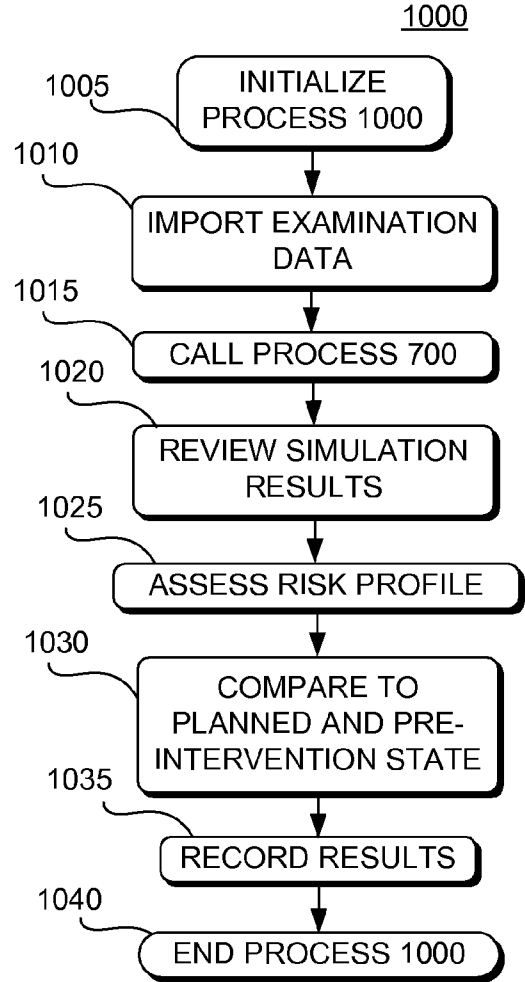 1000
1005
INITIALIZE
PROCESS 1000
1010
IMPORT EXAMINATION
DATA
1015
CALL PROCESS 700
1020
REVIEW SIMULATION
RESULTS
1025
ASSESS RISK PROFILE
1030
COMPARE TO
PLANNED AND PRE-
INTERVENTION STATE
1035
RECORD RESULTS
1040
END PROCESS 1000